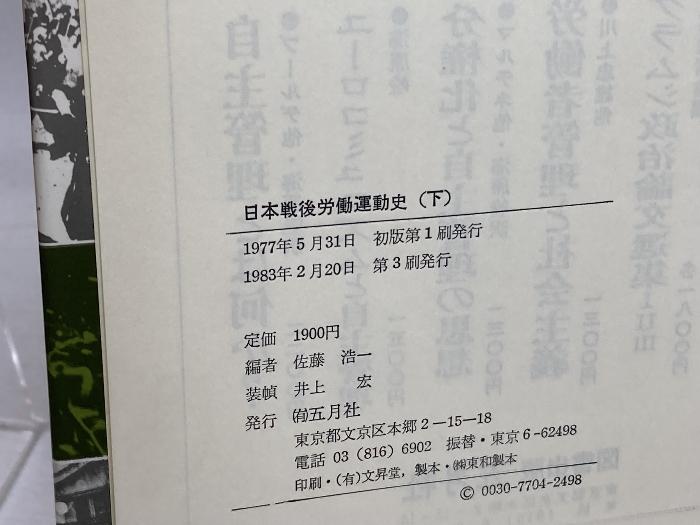 日本戦後労働運動史（下）
1977年5月31日 初版第1刷発行
1983年2月20日 第3刷発行
定価 1900円
編者 佐藤 浩一
装幀 井上 宏
発行 ㈲五月社
東京都文京区本郷2―15―18
電話 03(816)6902 振替・東京6-62498
印刷・(有)文昇堂，製本・㈱東和製本
© 0030-7704-2498